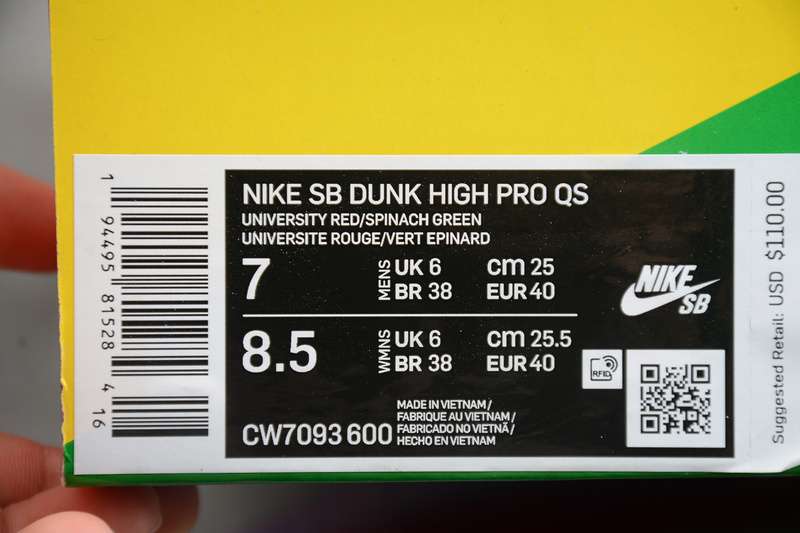 NIKE SB DUNK HIGH PRO QS
UNIVERSITY RED/SPINACH GREEN
UNIVERSITE ROUGE/VERT EPINARD
7 MENS UK 6 cm 25
BR 38 EUR 40
8.5 WMNS UK 6 cm 25.5
BR 38 EUR 40
CW7093 600
MADE IN VIETNAM/
FABRIQUE AU VIETNAM/
FABRICADO NO VIETNÃ/
HECHO EN VIETNAM
NIKE
SB
RFID
1 94495 81528 4 16
Suggested Retail: USD $110.00